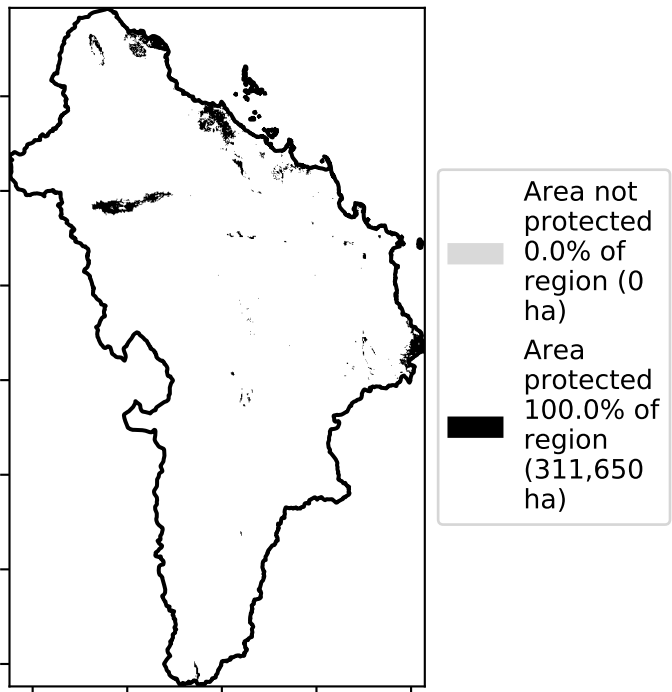 Area not
protected
0.0% of
region (0
ha)
Area
protected
100.0% of
region
(311,650
ha)